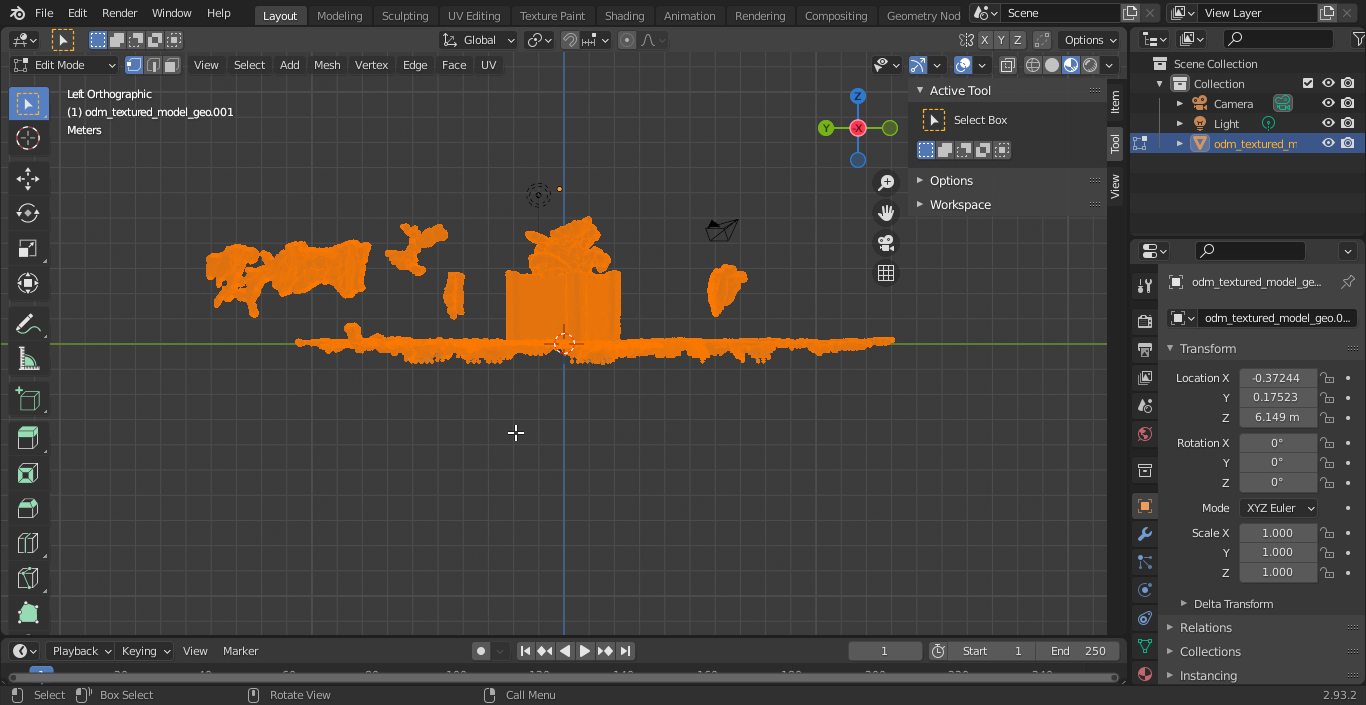 File Edit Render Window Help Layout Modeling Sculpting UV Editing Texture Paint Shading Animation Rendering Compositing Geometry Nod Scene View Layer
Global X Y Z Options
Edit Mode View Select Add Mesh Vertex Edge Face UV
Left Orthographic
(1) odm_textured_model_geo.001
Meters
Z
Y
X
Active Tool
Select Box
Options
Workspace
Item
Tool
View
Scene Collection
Collection
Camera
Light
odm_textured_m
odm_textured_model_ge...
odm_textured_model_geo.0...
Transform
Location X -0.37244
Y 0.17523
Z 6.149 m
Rotation X 0°
Y 0°
Z 0°
Mode XYZ Euler
Scale X 1.000
Y 1.000
Z 1.000
Delta Transform
Relations
Collections
Instancing
Playback Keying View Marker 1 Start 1 End 250
Select Box Select Rotate View Call Menu 2.93.2